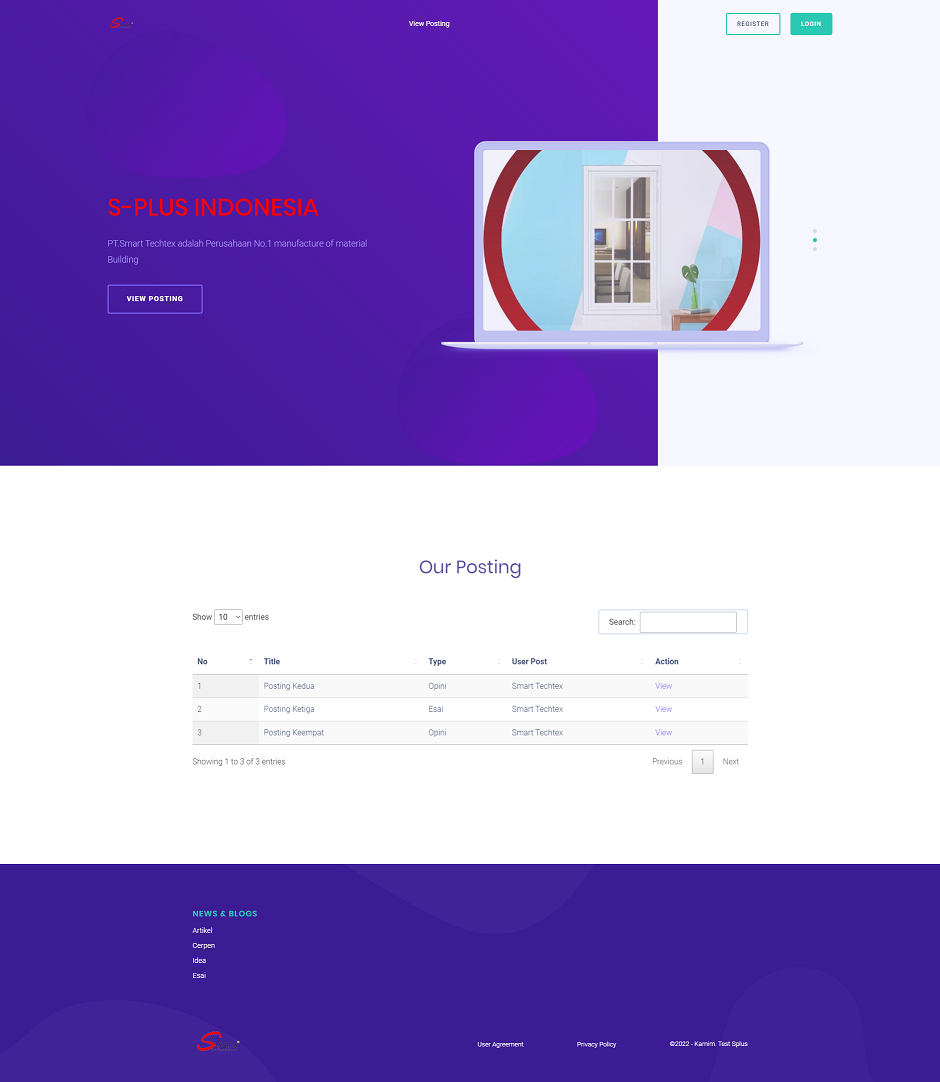 View Posting
REGISTER
LOGIN
S-PLUS INDONESIA
PT.Smart Techtex adalah Perusahaan No.1 manufacture of material
Building
VIEW POSTING
Our Posting
Show 10 entries
Search:
No Title Type User Post Action
1 Posting Kedua Opini Smart Techtex View
2 Posting Ketiga Esai Smart Techtex View
3 Posting Keempat Opini Smart Techtex View
Showing 1 to 3 of 3 entries
Previous 1 Next
NEWS & BLOGS
Artikel
Cerpen
Idea
Esai
User Agreement
Privacy Policy
©2022 - Kamim. Test Splus